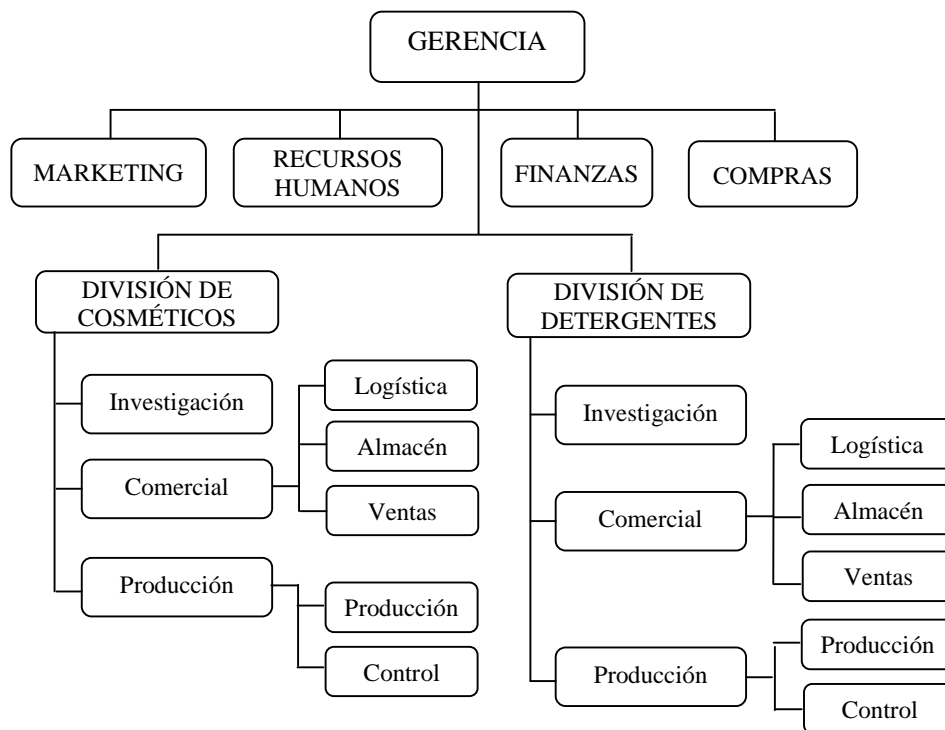 GERENCIA
MARKETING
RECURSOS
HUMANOS
FINANZAS
COMPRAS
DIVISIÓN DE
COSMÉTICOS
Investigación
Comercial
Producción
Logística
Almacén
Ventas
Producción
Control
DIVISIÓN DE
DETERGENTES
Investigación
Comercial
Producción
Logística
Almacén
Ventas
Producción
Control